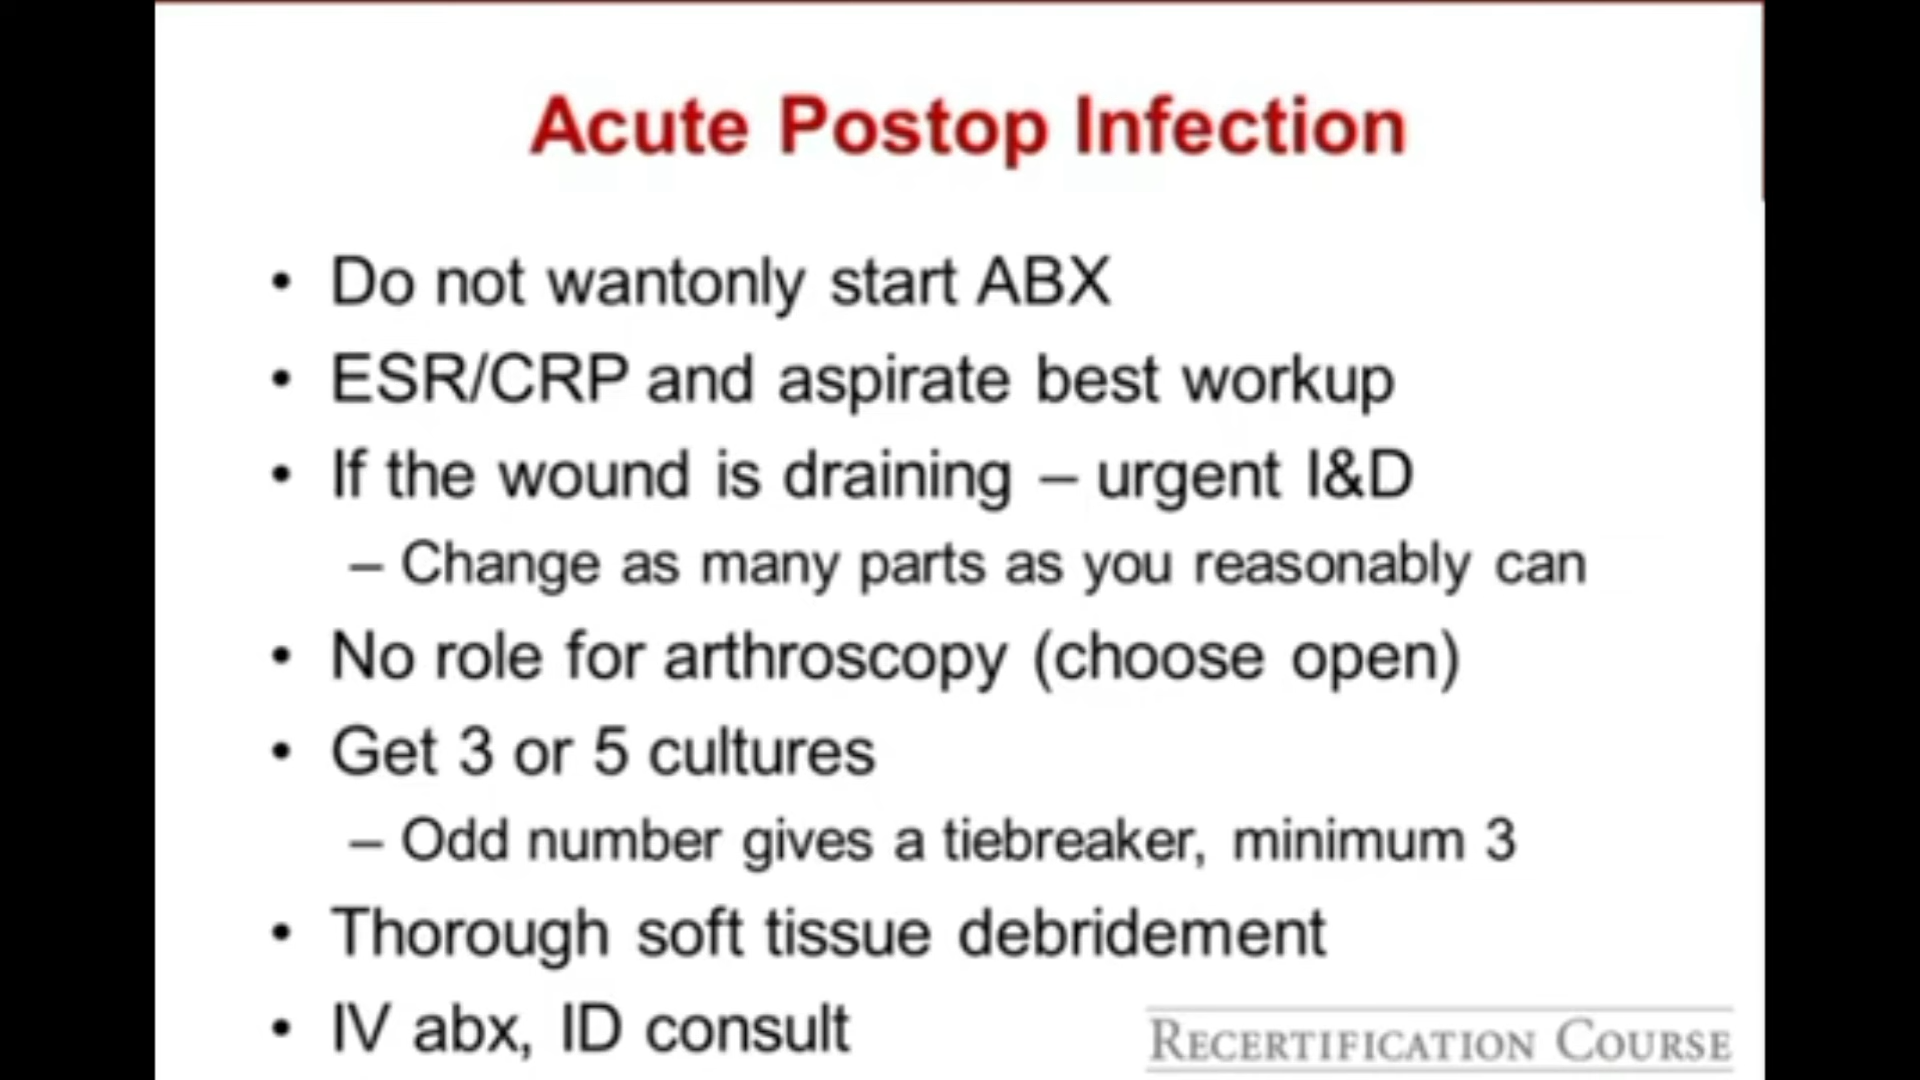 Acute Postop Infection
• Do not wantonly start ABX
• ESR/CRP and aspirate best workup
• If the wound is draining – urgent I&D
– Change as many parts as you reasonably can
• No role for arthroscopy (choose open)
• Get 3 or 5 cultures
– Odd number gives a tiebreaker, minimum 3
• Thorough soft tissue debridement
• IV abx, ID consult
RECERTIFICATION COURSE